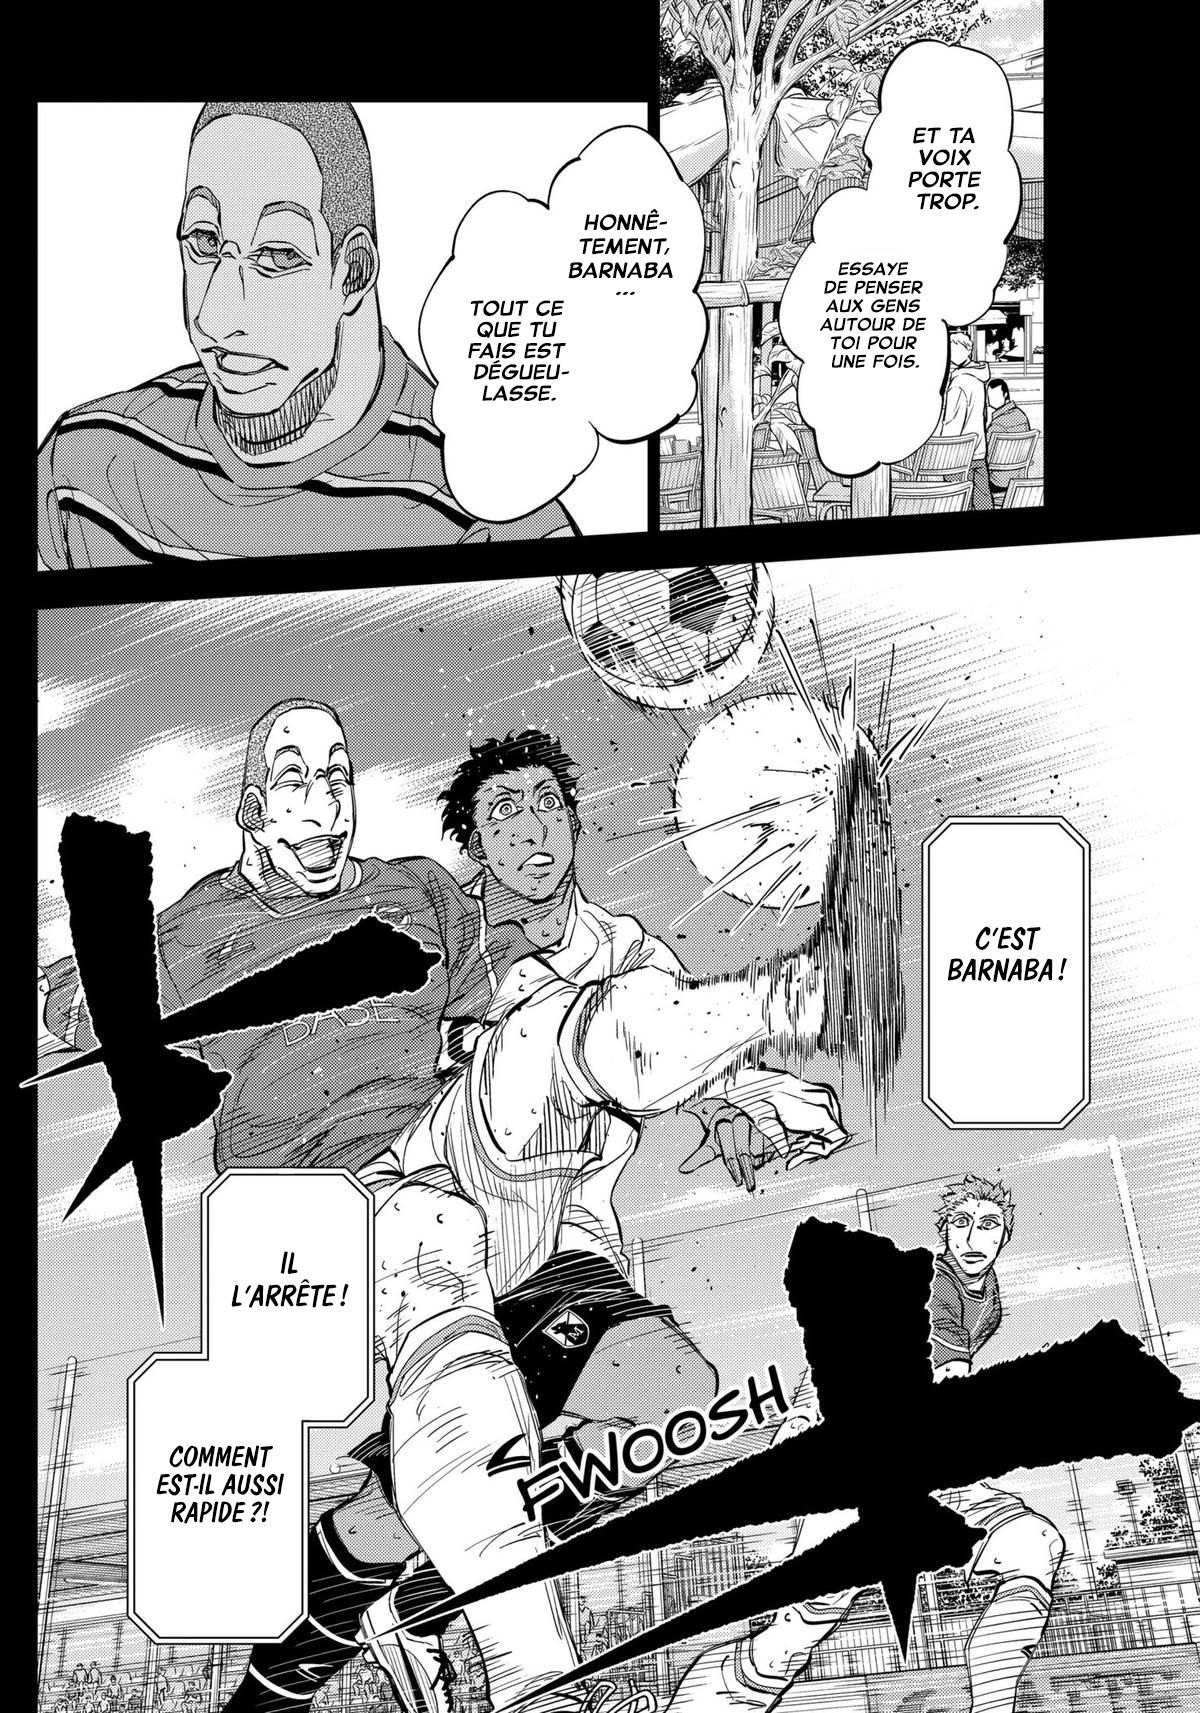 ET TA
VOIX
PORTE
TROP.
ESSAYE
DE PENSER
AUX GENS
AUTOUR DE
TOI POUR
UNE FOIS.
HONNÊ-
TEMENT,
BARNABA
...
TOUT CE
QUE TU
FAIS EST
DÉGUEU-
LASSE.
C'EST
BARNABA !
BASE
IL
L'ARRÊTE !
M
FWOOSH
COMMENT
EST-IL AUSSI
RAPIDE ?!